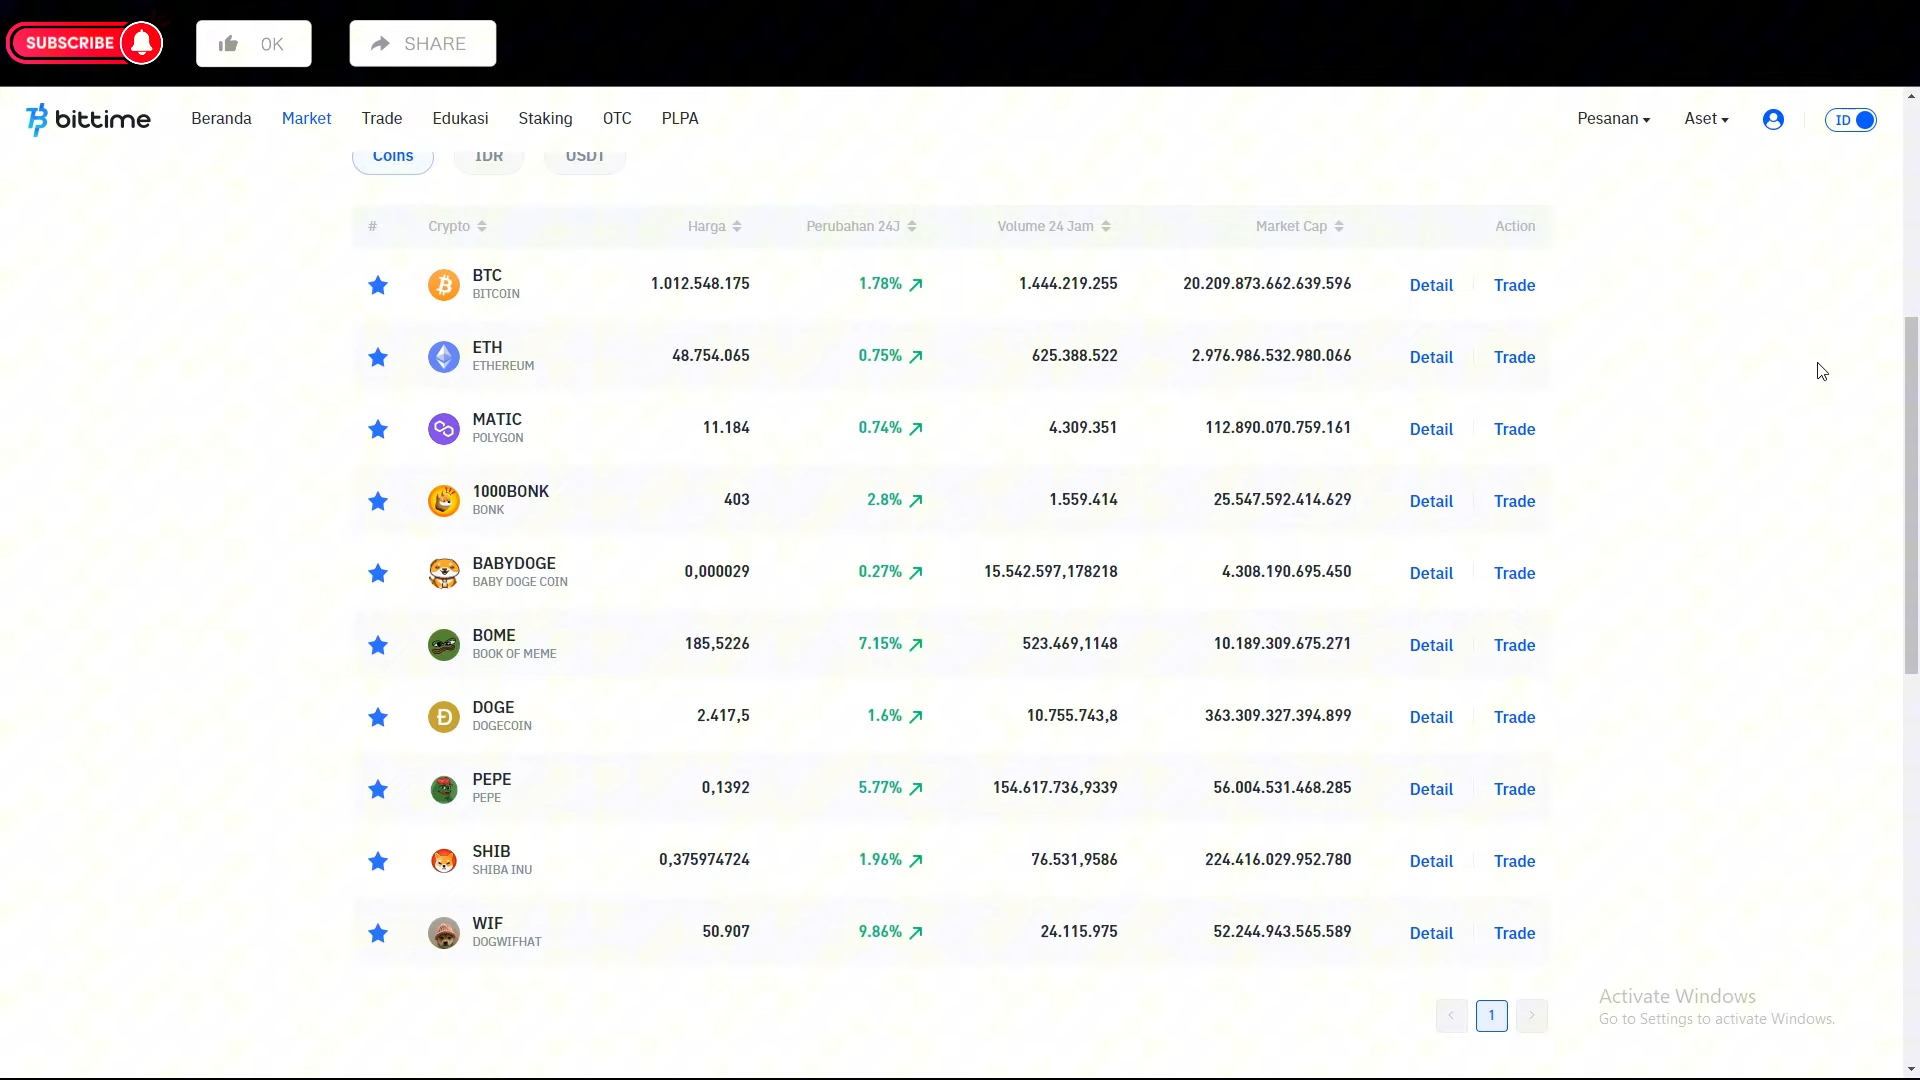 SUBSCRIBE OK SHARE
bittime Beranda Market Trade Edukasi Staking OTC PLPA Pesanan Aset ID
Coins IDR USDT
# Crypto Harga Perubahan 24J Volume 24 Jam Market Cap Action
BTC 1.012.548.175 1.78% 1.444.219.255 20.209.873.662.639.596 Detail Trade
BITCOIN
ETH 48.754.065 0.75% 625.388.522 2.976.986.532.980.066 Detail Trade
ETHEREUM
MATIC 11.184 0.74% 4.309.351 112.890.070.759.161 Detail Trade
POLYGON
1000BONK 403 2.8% 1.559.414 25.547.592.414.629 Detail Trade
BONK
BABYDOGE 0,000029 0.27% 15.542.597,178218 4.308.190.695.450 Detail Trade
BABY DOGE COIN
BOME 185,5226 7.15% 523.469,1148 10.189.309.675.271 Detail Trade
BOOK OF MEME
DOGE 2.417,5 1.6% 10.755.743,8 363.309.327.394.899 Detail Trade
DOGECOIN
PEPE 0,1392 5.77% 154.617.736,9339 56.004.531.468.285 Detail Trade
PEPE
SHIB 0,375974724 1.96% 76.531,9586 224.416.029.952.780 Detail Trade
SHIBA INU
WIF 50.907 9.86% 24.115.975 52.244.943.565.589 Detail Trade
DOGWIFHAT
< 1 >
Activate Windows
Go to Settings to activate Windows.